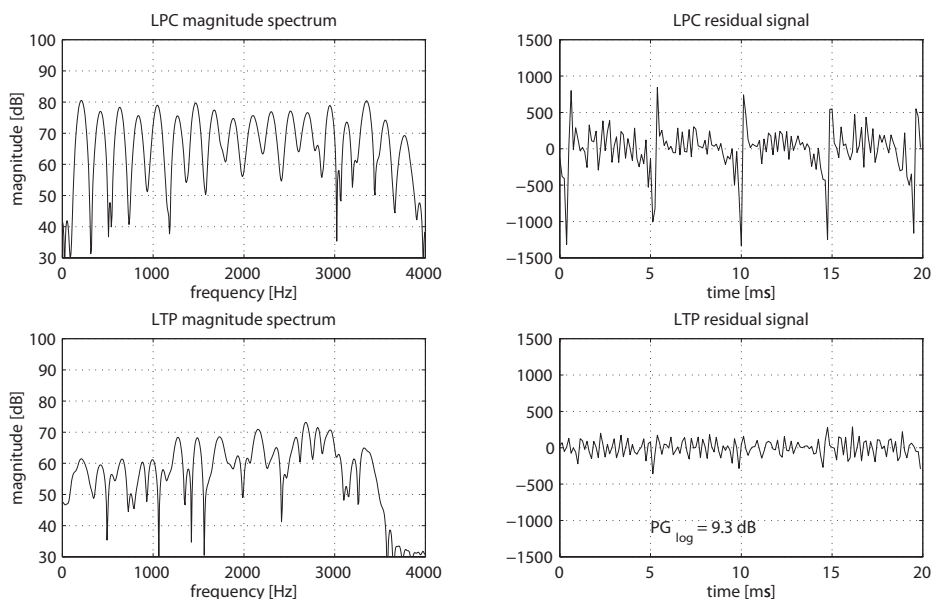 LPC magnitude spectrum
100
90
80
70
60
50
40
30
magnitude [dB]
0 1000 2000 3000 4000
frequency [Hz]
LPC residual signal
1500
1000
500
0
−500
−1000
−1500
0 5 10 15 20
time [ms]
LTP magnitude spectrum
100
90
80
70
60
50
40
30
magnitude [dB]
0 1000 2000 3000 4000
frequency [Hz]
LTP residual signal
1500
1000
500
0
−500
−1000
−1500
PG log = 9.3 dB
0 5 10 15 20
time [ms]